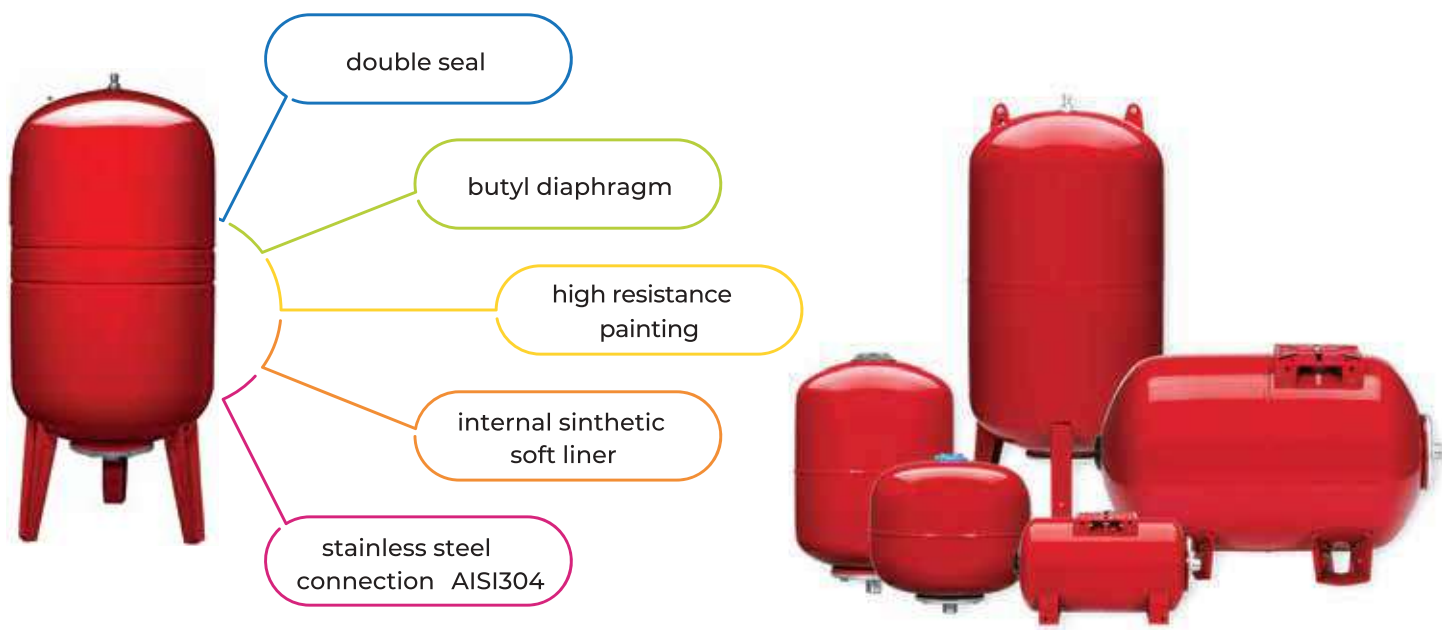 double seal
butyl diaphragm
high resistance
painting
internal sinthetic
soft liner
stainless steel
connection AISI304